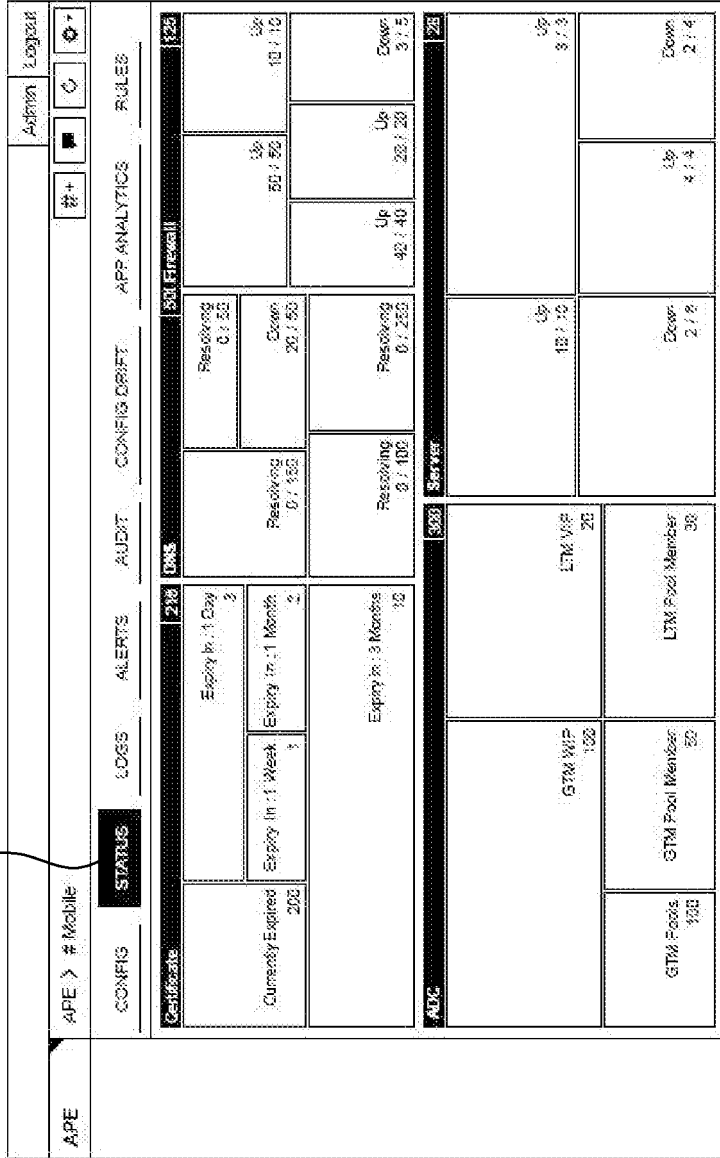 Admin Logout
APE
APE > # Mobile
#+
CONFIG
STATUS
LOGS
ALERTS
AUDIT
CONFIG DRIFT
APP ANALYTICS
RULES
Certificate
Currently Expired
200
Expiry In :1 Day
3
Expiry In :1 Week
1
Expiry In :1 Month
2
Expiry In : 3 Months
10
DNS
Resolving
0 / 150
Resolving
0 / 50
Down
20 / 50
Resolving
0 / 100
Resolving
0 / 250
Firewall
125
Up
50 / 50
Up
10 / 10
Up
40 / 40
Up
20 / 20
Down
3 / 5
ADC
300
GTM WIP
100
LTM VIP
20
GTM Pools
100
GTM Pool Member
50
LTM Pool Member
30
Server
Up
10 / 10
Up
3 / 3
Down
2 / 8
Up
4 / 4
Down
2 / 4